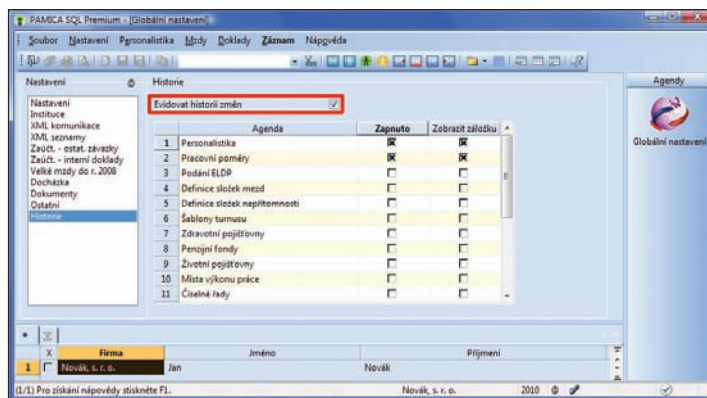 PAMICA SQL Premium - [Globální nastavení]
Soubor Nastavení Personalistika Mzdy Doklady Záznam Nápověda
Nastavení
Historie
Agendy
Nastavení
Instituce
XML komunikace
XML seznamy
Zaúčt. - ostat. závazky
Zaúčt. - interní doklady
Velké mzdy do r. 2008
Docházka
Dokumenty
Ostatní
Historie
Evidovat historii změn
Agenda Zapnuto Zobrazit záložku
1 Personalistika
2 Pracovní poměry
3 Podání ELDP
4 Definice složek mezd
5 Definice složek nepřítomnosti
6 Šablony turnusu
7 Zdravotní pojišťovny
8 Penzijní fondy
9 Životní pojišťovny
10 Místa výkonu práce
11 Číselné řady
Globální nastavení
X Firma Jméno Příjmení
1 Novák, s. r. o. Jan Novák
(1/1) Pro získání nápovědy stiskněte F1. Novák, s. r. o. 2010